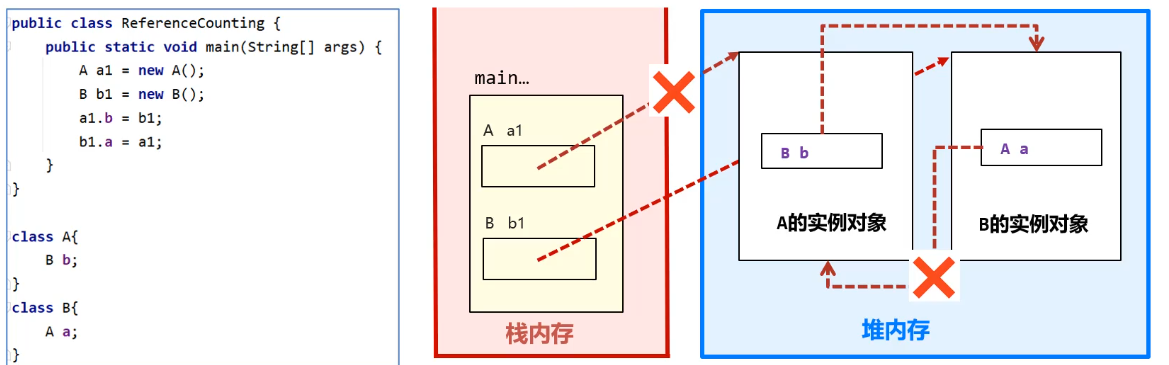 public class ReferenceCounting {
public static void main(String[] args) {
A a1 = new A();
B b1 = new B();
a1.b = b1;
b1.a = a1;
}
}
class A{
B b;
}
class B{
A a;
}
main…
A a1
B b1
栈内存
B b
A的实例对象
A a
B的实例对象
堆内存